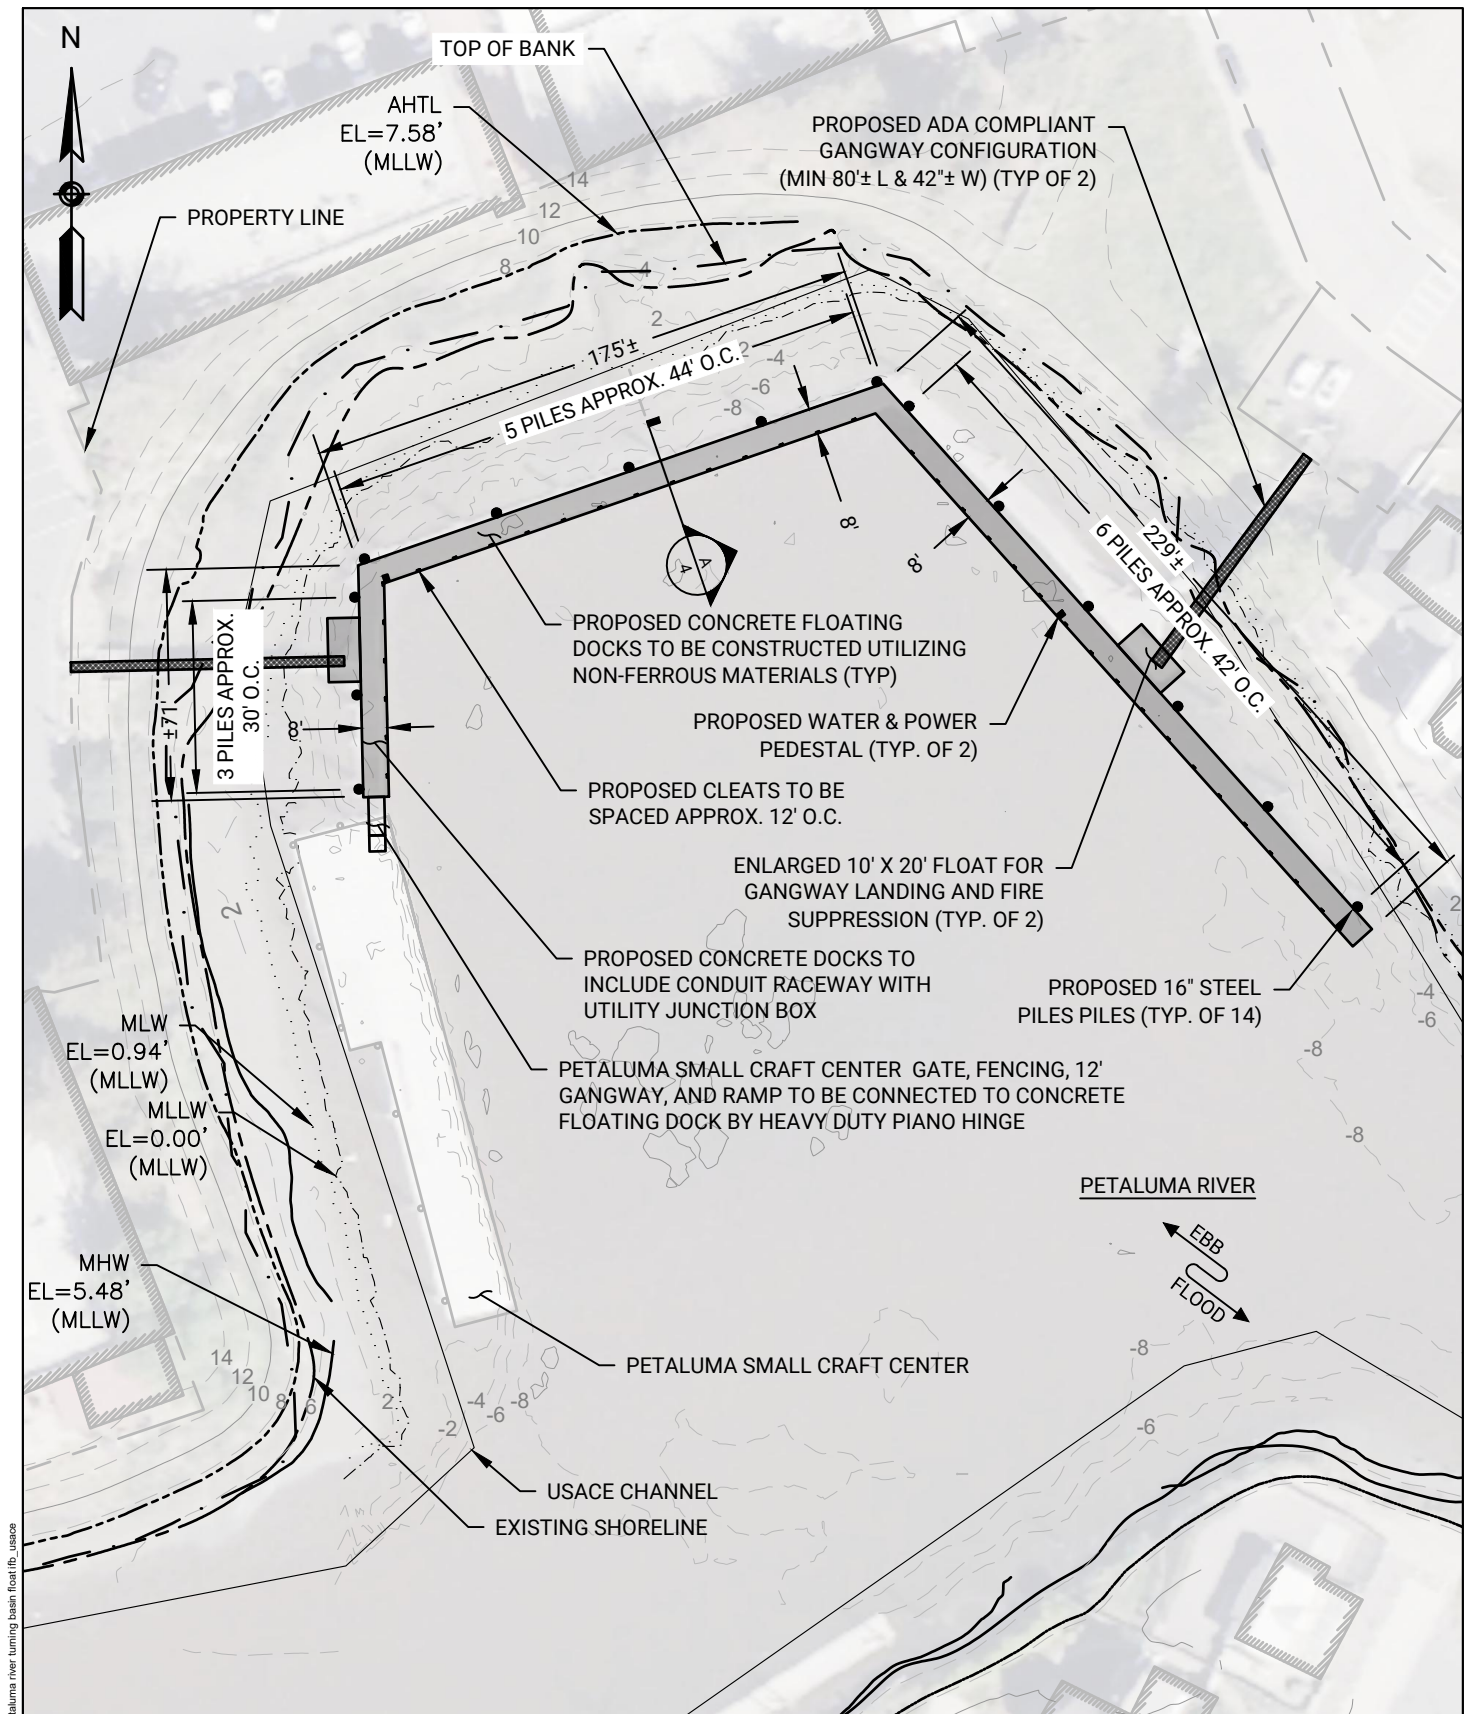 N
TOP OF BANK
AHTL
EL=7.58'
(MLLW)
PROPOSED ADA COMPLIANT
GANGWAY CONFIGURATION
(MIN 80'± L & 42"± W) (TYP OF 2)
PROPERTY LINE
14
12
10
8
4
2
175'±
5 PILES APPROX. 44' O.C.
2
-4
-6
-8
8'
8'
229'±
6 PILES APPROX. 42' O.C.
A
4
3 PILES APPROX.
30' O.C.
±71
8'
PROPOSED CONCRETE FLOATING
DOCKS TO BE CONSTRUCTED UTILIZING
NON-FERROUS MATERIALS (TYP)
PROPOSED WATER & POWER
PEDESTAL (TYP. OF 2)
PROPOSED CLEATS TO BE
SPACED APPROX. 12' O.C.
ENLARGED 10' X 20' FLOAT FOR
GANGWAY LANDING AND FIRE
SUPPRESSION (TYP. OF 2)
2
2
PROPOSED CONCRETE DOCKS TO
INCLUDE CONDUIT RACEWAY WITH
UTILITY JUNCTION BOX
PROPOSED 16" STEEL
PILES PILES (TYP. OF 14)
-4
-6
-8
MLW
EL=0.94'
(MLLW)
PETALUMA SMALL CRAFT CENTER GATE, FENCING, 12'
GANGWAY, AND RAMP TO BE CONNECTED TO CONCRETE
FLOATING DOCK BY HEAVY DUTY PIANO HINGE
MLLW
EL=0.00'
(MLLW)
-8
PETALUMA RIVER
EBB
FLOOD
MHW
EL=5.48'
(MLLW)
PETALUMA SMALL CRAFT CENTER
-8
-6
14
12
10
8
6
2
-2
-4
-6
-8
USACE CHANNEL
EXISTING SHORELINE
taluma river turning basin float ifb_usace